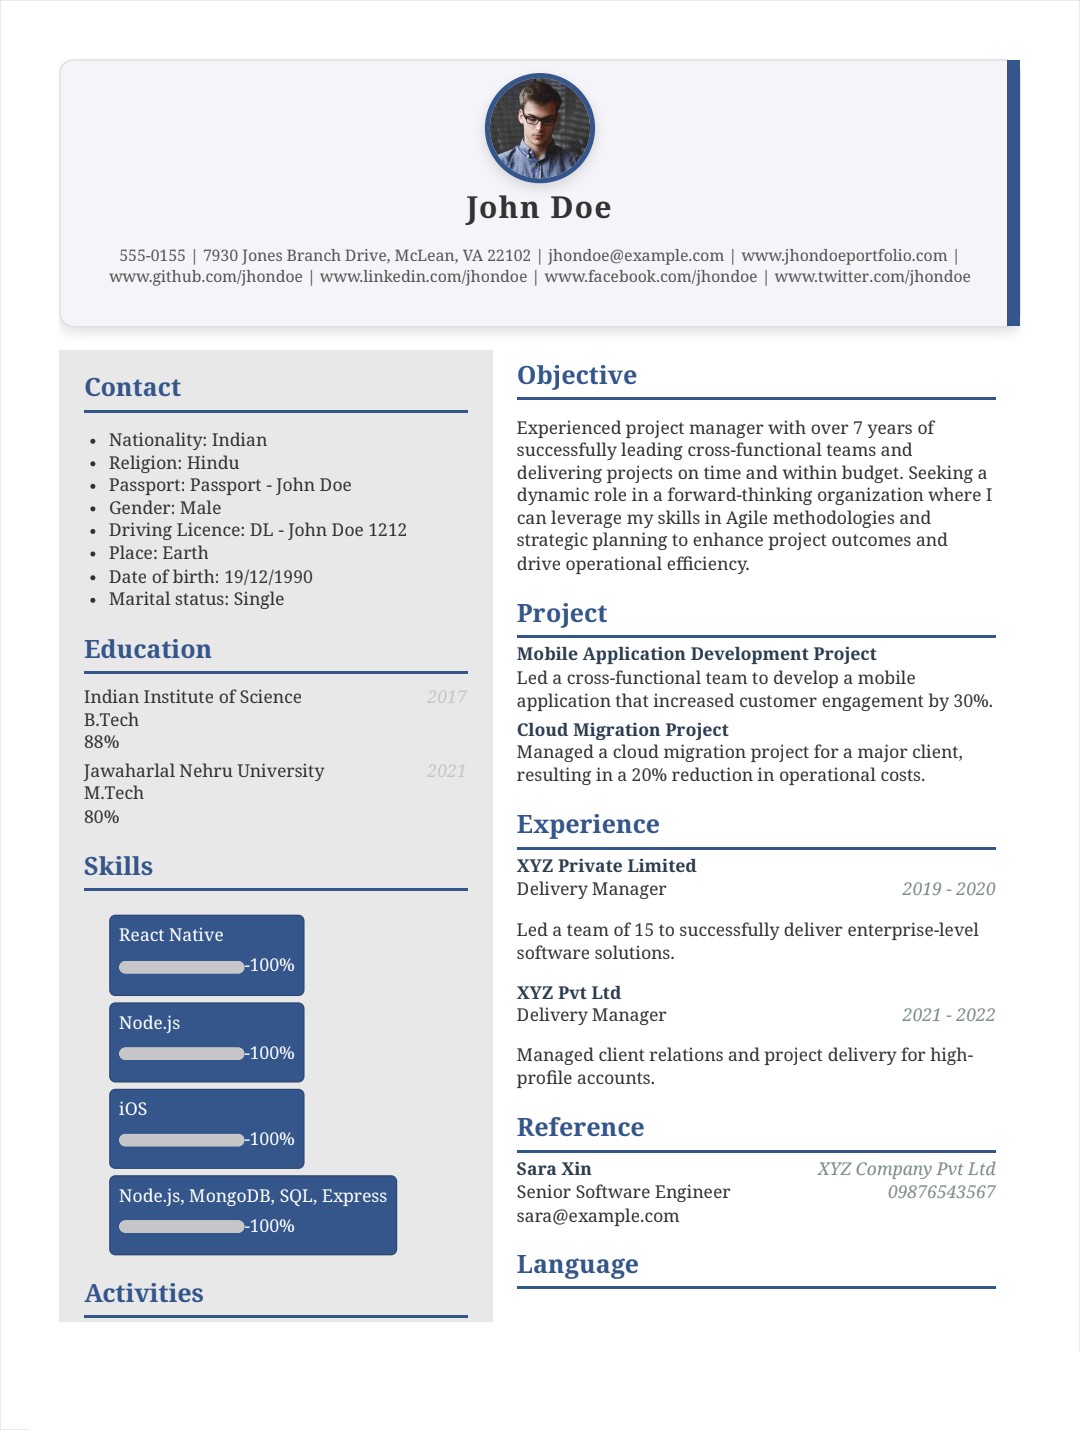 John Doe
555-0155 | 7930 Jones Branch Drive, McLean, VA 22102 | jhondoe@example.com | www.jhondoeportfolio.com |
www.github.com/jhondoe | www.linkedin.com/jhondoe | www.facebook.com/jhondoe | www.twitter.com/jhondoe
Contact
• Nationality: Indian
• Religion: Hindu
• Passport: Passport - John Doe
• Gender: Male
• Driving Licence: DL - John Doe 1212
• Place: Earth
• Date of birth: 19/12/1990
• Marital status: Single
Education
Indian Institute of Science 2017
B.Tech
88%
Jawaharlal Nehru University 2021
M.Tech
80%
Skills
React Native
-100%
Node.js
-100%
iOS
-100%
Node.js, MongoDB, SQL, Express
-100%
Activities
Objective
Experienced project manager with over 7 years of
successfully leading cross-functional teams and
delivering projects on time and within budget. Seeking a
dynamic role in a forward-thinking organization where I
can leverage my skills in Agile methodologies and
strategic planning to enhance project outcomes and
drive operational efficiency.
Project
Mobile Application Development Project
Led a cross-functional team to develop a mobile
application that increased customer engagement by 30%.
Cloud Migration Project
Managed a cloud migration project for a major client,
resulting in a 20% reduction in operational costs.
Experience
XYZ Private Limited
Delivery Manager 2019 - 2020
Led a team of 15 to successfully deliver enterprise-level
software solutions.
XYZ Pvt Ltd
Delivery Manager 2021 - 2022
Managed client relations and project delivery for high-
profile accounts.
Reference
Sara Xin XYZ Company Pvt Ltd
Senior Software Engineer 09876543567
sara@example.com
Language